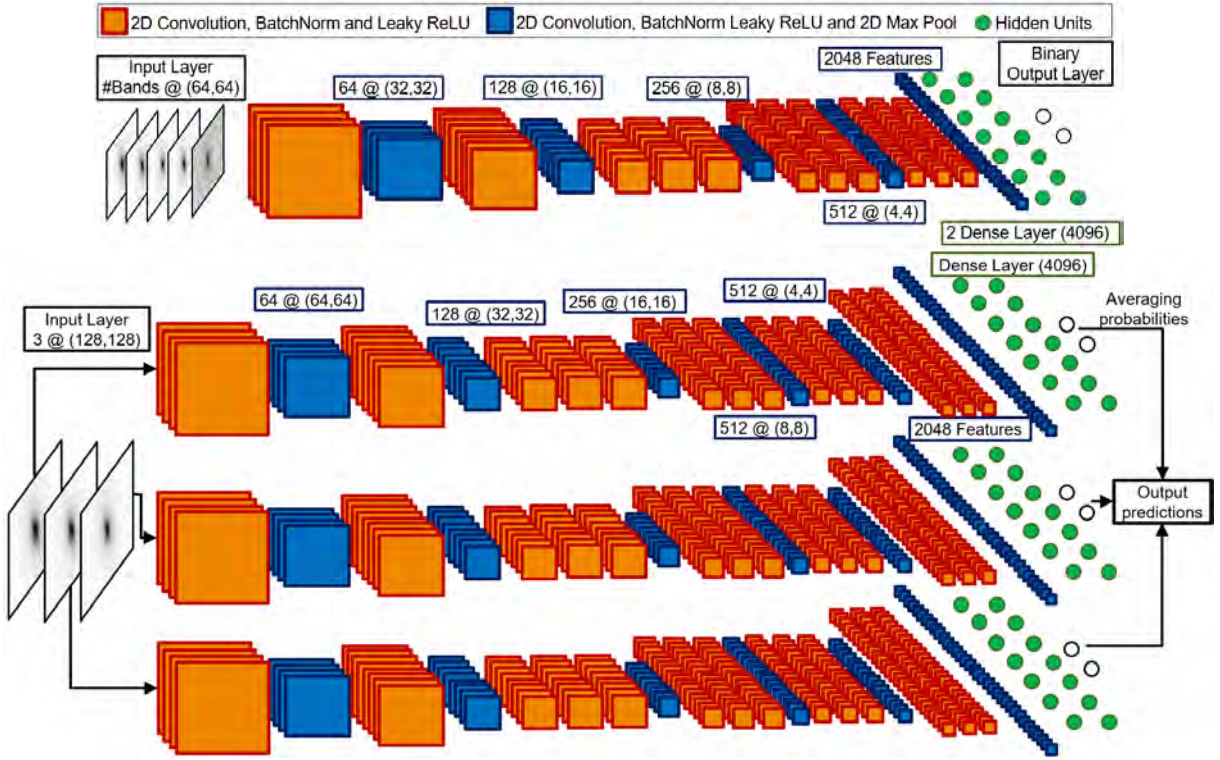 2D Convolution, BatchNorm and Leaky ReLU
2D Convolution, BatchNorm Leaky ReLU and 2D Max Pool
Hidden Units
Input Layer
#Bands @ (64,64)
64 @ (32,32)
128 (16,16)
256 @ (8,8)
2048 Features
Binary
Output Layer
512 @ (4,4)
2 Dense Layer (4096)
Dense Layer (4096)
Input Layer
3 @ (128,128)
64 @ (64,64)
128 @ (32,32)
256 @ (16,16)
512 @ (4,4)
Averaging
probabilities
512 @ (8,8)
2048 Features
Output
predictions